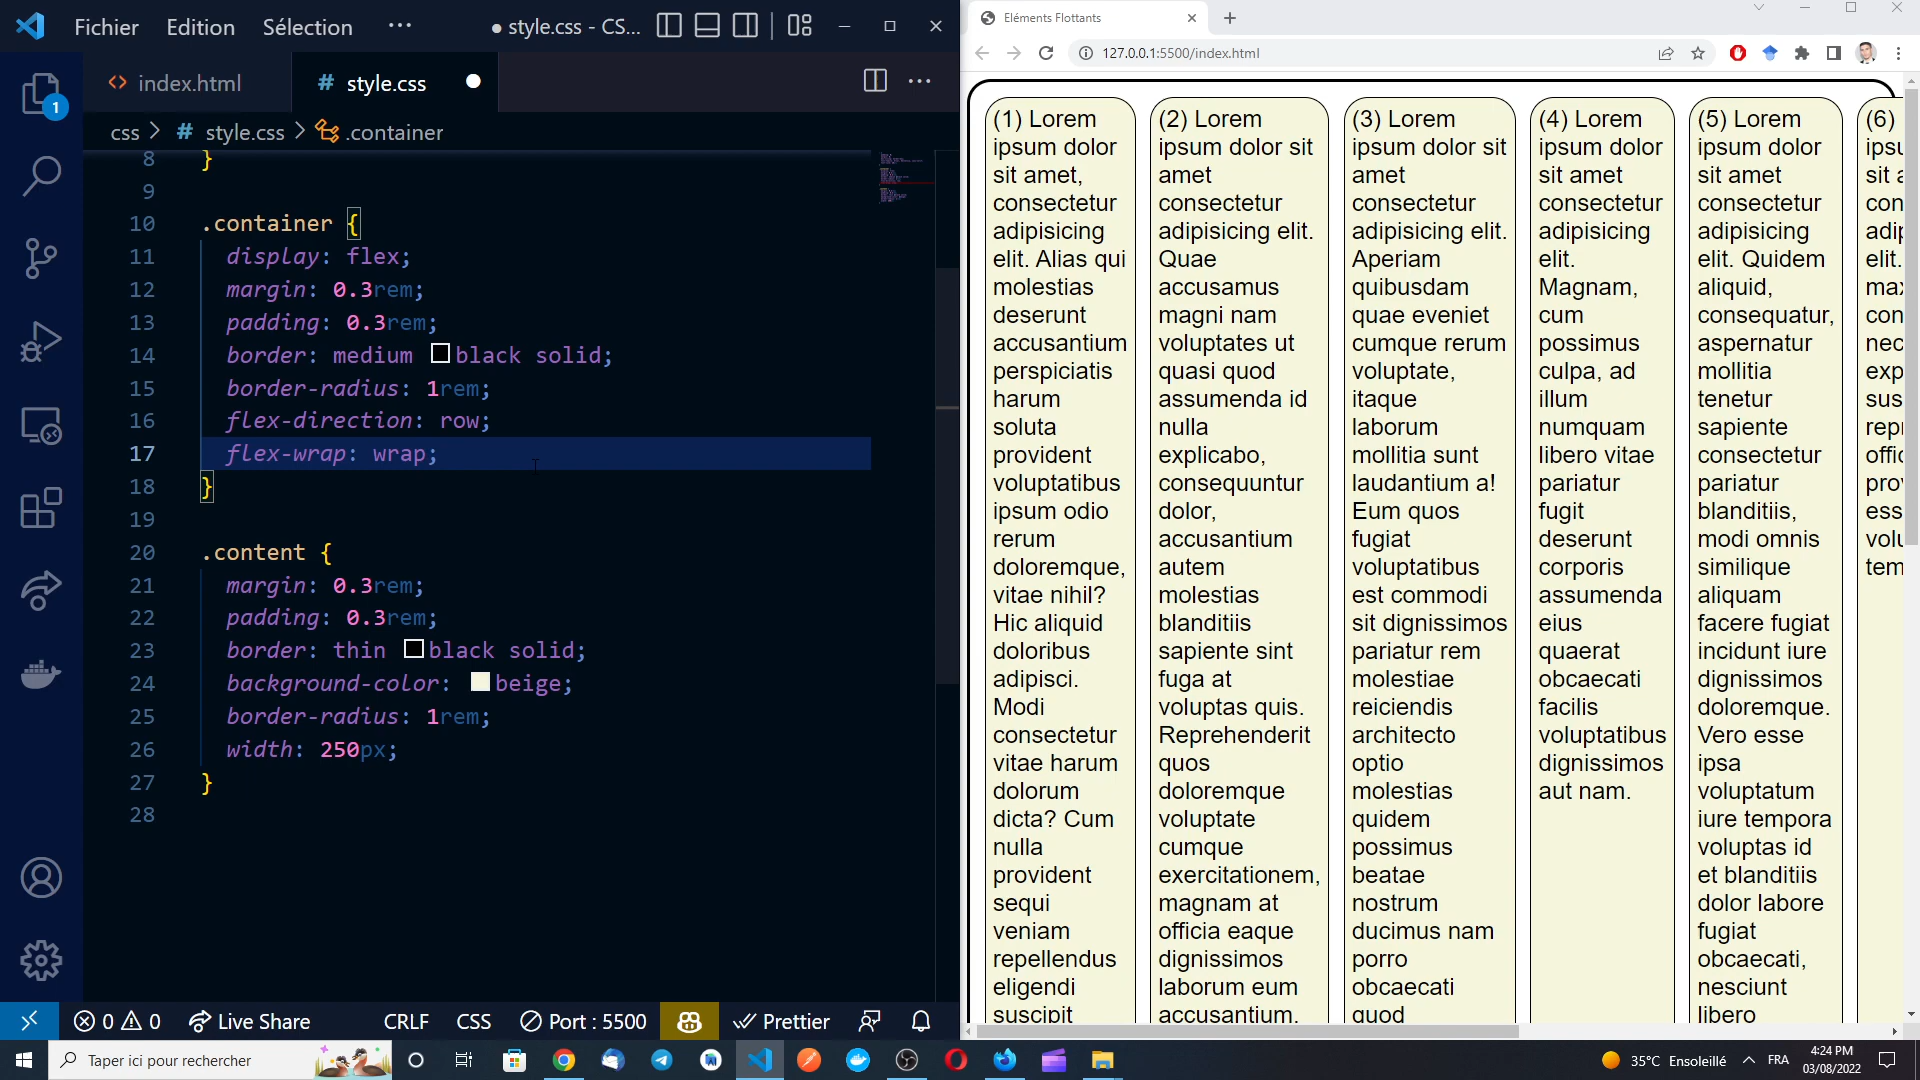 Fichier Edition Sélection ··· ● style.css - CS...
<> index.html # style.css ● ···
css > # style.css > .container
8 }
9
10 .container {
11 display: flex;
12 margin: 0.3rem;
13 padding: 0.3rem;
14 border: medium black solid;
15 border-radius: 1rem;
16 flex-direction: row;
17 flex-wrap: wrap;
18 }
19
20 .content {
21 margin: 0.3rem;
22 padding: 0.3rem;
23 border: thin black solid;
24 background-color: beige;
25 border-radius: 1rem;
26 width: 250px;
27 }
28
1
0 0 Live Share CRLF CSS Port : 5500 Prettier
Eléments Flottants
127.0.0.1:5500/index.html
(1) Lorem
ipsum dolor
sit amet,
consectetur
adipisicing
elit. Alias qui
molestias
deserunt
accusantium
perspiciatis
harum
soluta
provident
voluptatibus
ipsum odio
rerum
doloremque,
vitae nihil?
Hic aliquid
doloribus
adipisci.
Modi
consectetur
vitae harum
dolorum
dicta? Cum
nulla
provident
sequi
veniam
repellendus
eligendi
suscipit
(2) Lorem
ipsum dolor sit
amet
consectetur
adipisicing elit.
Quae
accusamus
magni nam
voluptates ut
quasi quod
assumenda id
nulla
explicabo,
consequuntur
dolor,
accusantium
autem
molestias
blanditiis
sapiente sint
fuga at
voluptas quis.
Reprehenderit
quos
doloremque
voluptate
cumque
exercitationem,
magnam at
officia eaque
dignissimos
laborum eum
accusantium.
(3) Lorem
ipsum dolor sit
amet
consectetur
adipisicing elit.
Aperiam
quibusdam
quae eveniet
cumque rerum
voluptate,
itaque
laborum
mollitia sunt
laudantium a!
Eum quos
fugiat
voluptatibus
est commodi
sit dignissimos
pariatur rem
molestiae
reiciendis
architecto
optio
molestias
quidem
possimus
beatae
nostrum
ducimus nam
porro
obcaecati
quod
(4) Lorem
ipsum dolor
sit amet
consectetur
adipisicing
elit.
Magnam,
cum
possimus
culpa, ad
illum
numquam
libero vitae
pariatur
fugit
deserunt
corporis
assumenda
eius
quaerat
obcaecati
facilis
voluptatibus
dignissimos
aut nam.
(5) Lorem
ipsum dolor
sit amet
consectetur
adipisicing
elit. Quidem
aliquid,
consequatur,
aspernatur
mollitia
tenetur
sapiente
consectetur
pariatur
blanditiis,
modi omnis
similique
aliquam
facere fugiat
incidunt iure
dignissimos
doloremque.
Vero esse
ipsa
voluptatum
iure tempora
voluptas id
et blanditiis
dolor labore
fugiat
obcaecati,
nesciunt
libero
(6)
Taper ici pour rechercher
35°C Ensoleillé FRA 4:24 PM
03/08/2022